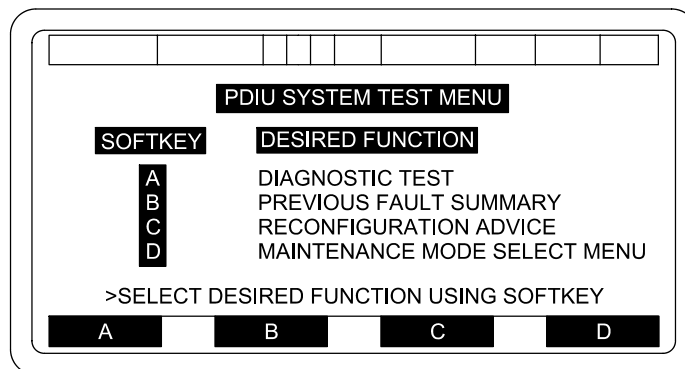 PDIU SYSTEM TEST MENU
SOFTKEY DESIRED FUNCTION
A DIAGNOSTIC TEST
B PREVIOUS FAULT SUMMARY
C RECONFIGURATION ADVICE
D MAINTENANCE MODE SELECT MENU
>SELECT DESIRED FUNCTION USING SOFTKEY
A B C D